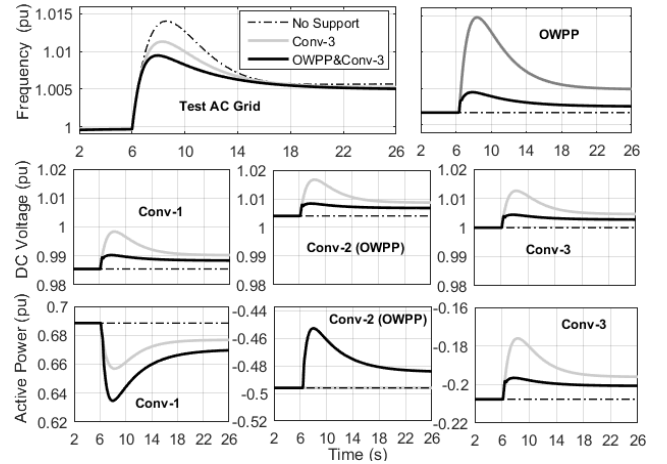 1.015
1.01
1.005
1
Frequency (pu)
No Support
Conv-3
OWPP&Conv-3
Test AC Grid
2 6 10 14 18 22 26
OWPP
2 6 10 14 18 22 26
DC Voltage (pu)
1.02
1.01
1
0.99
0.98
Conv-1
1.02
1.01
1
0.99
0.98
Conv-2 (OWPP)
1.02
1.01
1
0.99
0.98
Conv-3
Active Power (pu)
0.7
0.68
0.66
0.64
0.62
Conv-1
2 6 10 14 18 22 26
-0.44
-0.46
-0.48
-0.5
-0.52
Conv-2 (OWPP)
2 6 10 14 18 22 26
-0.16
-0.18
-0.2
-0.22
Conv-3
2 6 10 14 18 22 26
Time (s)